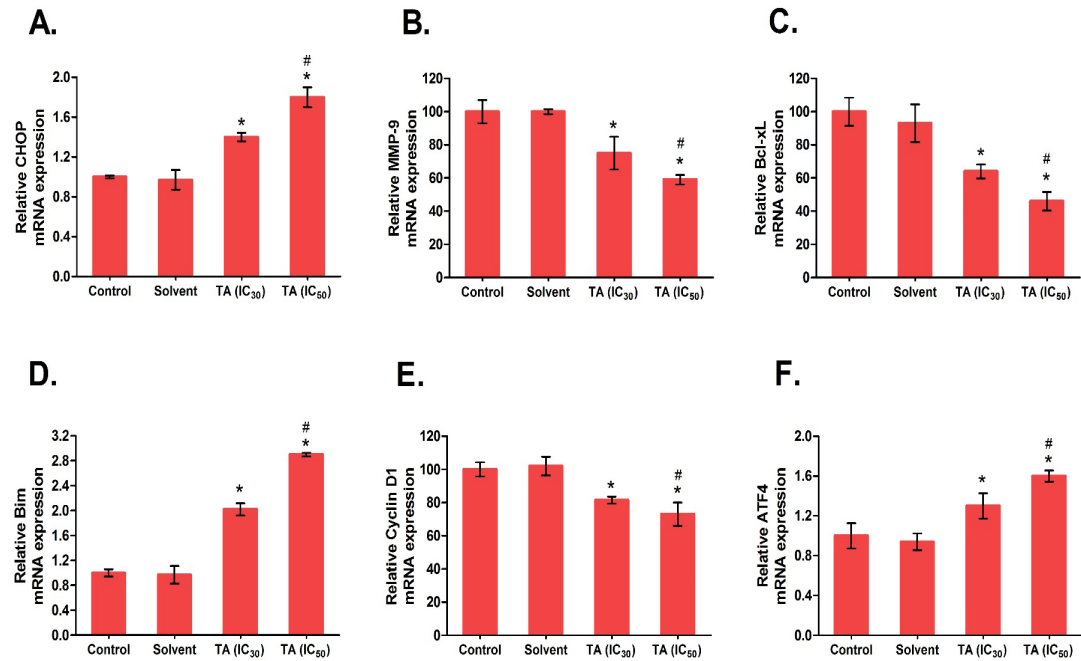 A.
Relative CHOP
mRNA expression
2.0
1.6
1.2
0.8
0.4
0.0
*
#
*
Control
Solvent
TA (IC30)
TA (IC50)
B.
Relative MMP-9
mRNA expression
120
100
80
60
40
20
0
*
#
*
Control
Solvent
TA (IC30)
TA (IC50)
C.
Relative Bcl-xL
mRNA expression
120
100
80
60
40
20
0
*
#
*
Control
Solvent
TA (IC30)
TA (IC50)
D.
Relative Bim
mRNA expression
3.2
2.8
2.4
2.0
1.6
1.2
1.2
0.8
0.4
0.0
*
#
*
Control
Solvent
TA (IC30)
TA (IC50)
E.
Relative Cyclin D1
mRNA expression
120
100
80
60
40
20
0
*
#
*
Control
Solvent
TA (IC30)
TA (IC50)
F.
Relative ATF4
mRNA expression
2.0
1.6
1.2
0.8
0.4
0.0
*
#
*
Control
Solvent
TA (IC30)
TA (IC50)